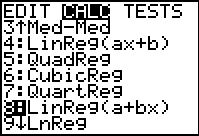 EDIT CALC TESTS
3↑Med-Med
4:LinReg(ax+b)
5:QuadReg
6:CubicReg
7:QuartReg
8:LinReg(a+bx)
9↓LnReg